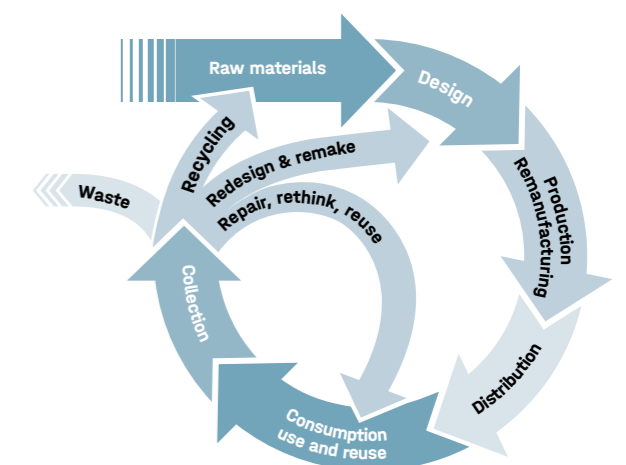 Raw materials
Design
Production
Remanufacturing
Distribution
Consumption
use and reuse
Collection
Waste
Recycling
Redesign & remake
Repair, rethink, reuse